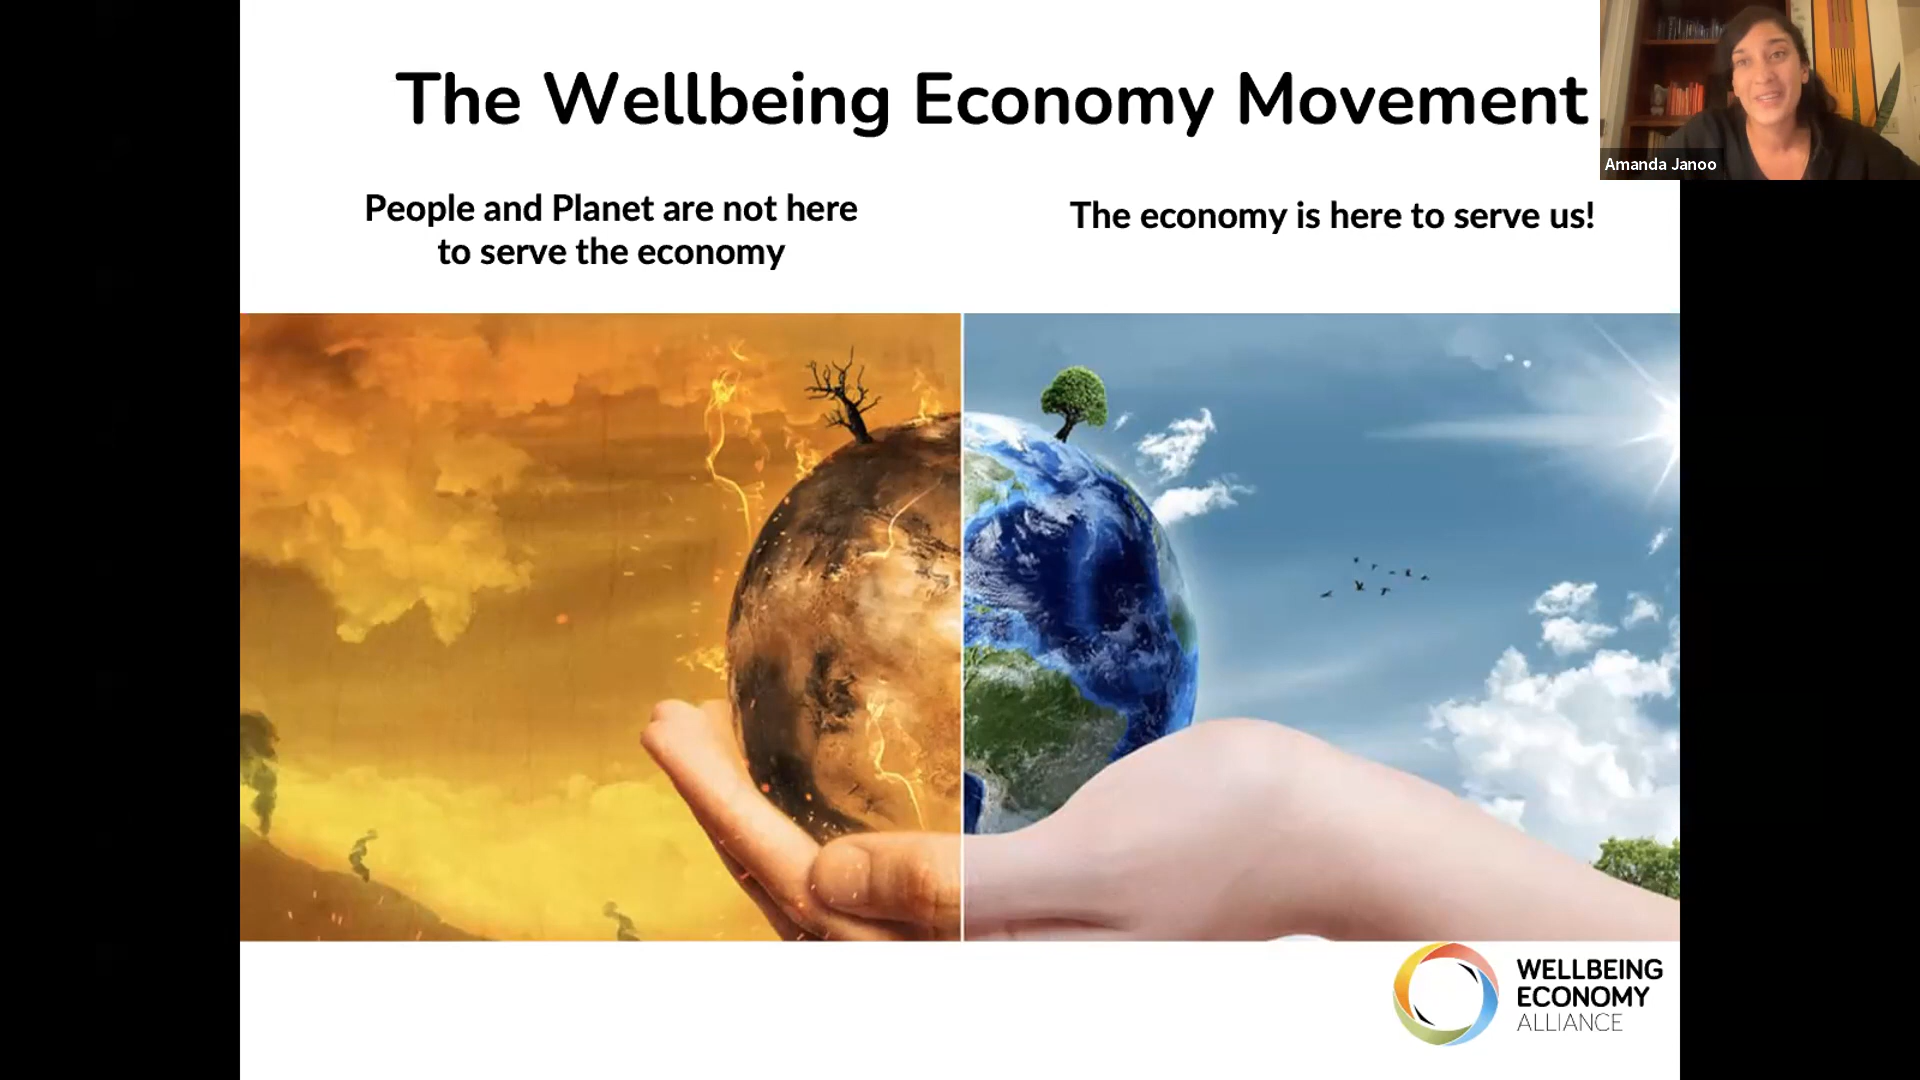 The Wellbeing Economy Movement
Amanda Janoo
People and Planet are not here
to serve the economy
The economy is here to serve us!
WELLBEING
ECONOMY
ALLIANCE